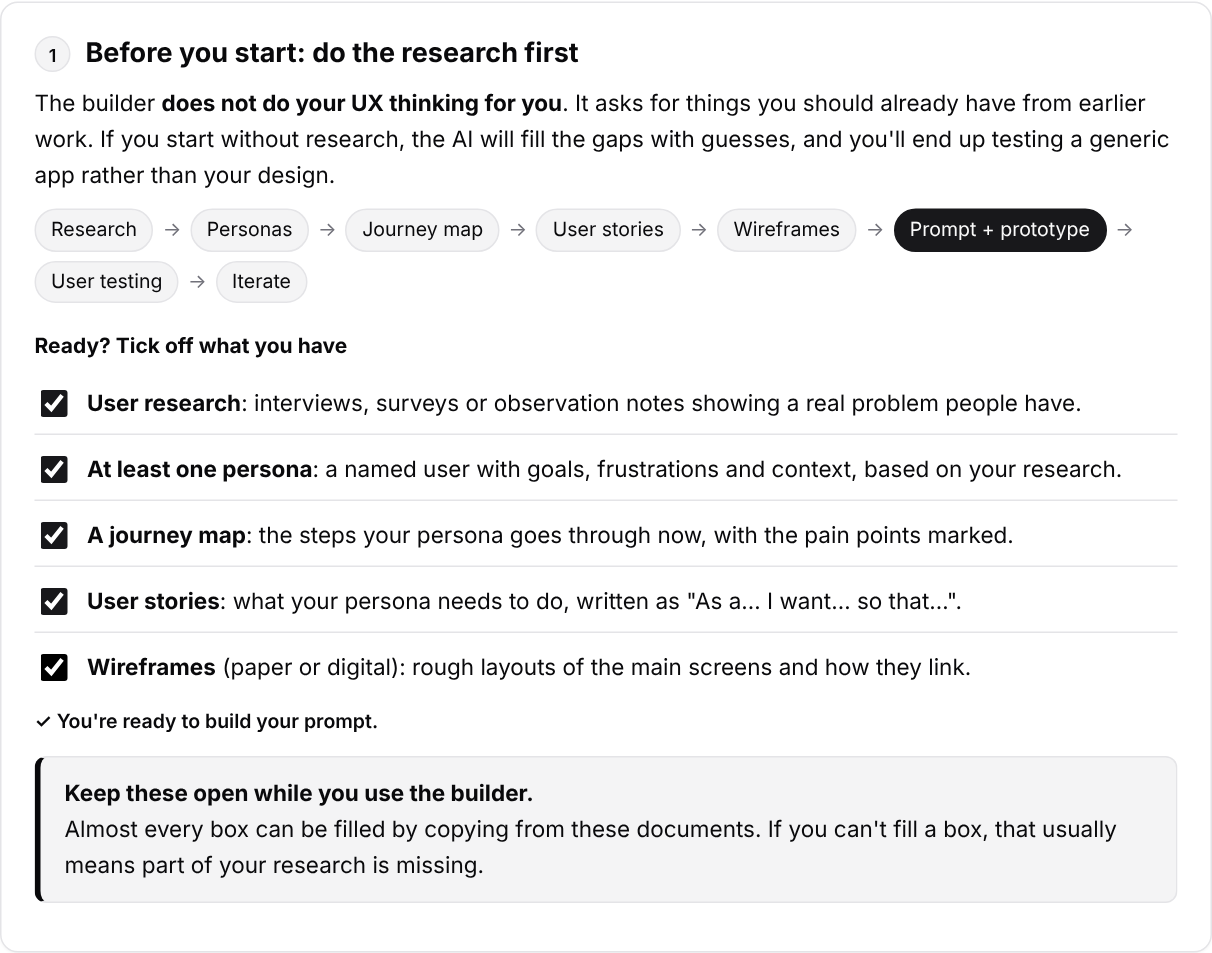 1 Before you start: do the research first
The builder does not do your UX thinking for you. It asks for things you should already have from earlier
work. If you start without research, the AI will fill the gaps with guesses, and you'll end up testing a generic
app rather than your design.
Research → Personas → Journey map → User stories → Wireframes → Prompt + prototype →
User testing → Iterate
Ready? Tick off what you have
User research: interviews, surveys or observation notes showing a real problem people have.
At least one persona: a named user with goals, frustrations and context, based on your research.
A journey map: the steps your persona goes through now, with the pain points marked.
User stories: what your persona needs to do, written as "As a... I want... so that...".
Wireframes (paper or digital): rough layouts of the main screens and how they link.
✓ You're ready to build your prompt.
Keep these open while you use the builder.
Almost every box can be filled by copying from these documents. If you can't fill a box, that usually
means part of your research is missing.